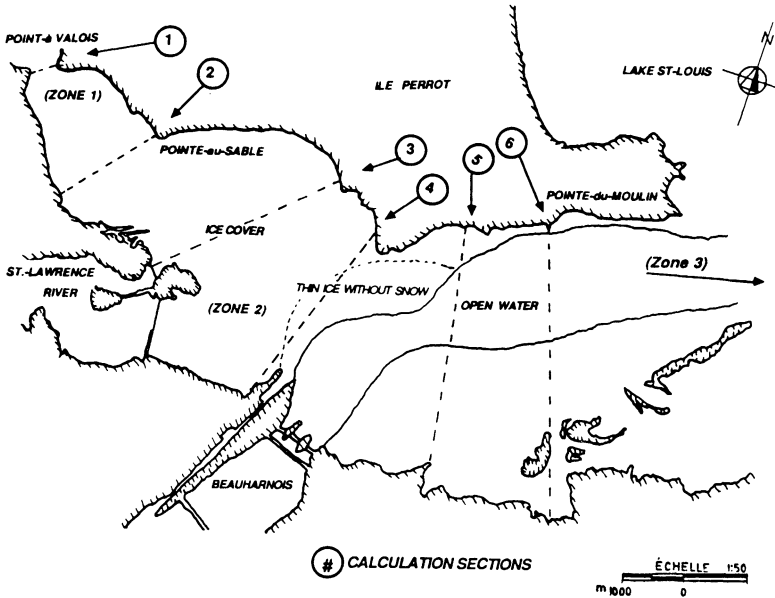 POINT-à VALOIS
1
N
(ZONE 1)
2
ILE PERROT
LAKE ST-LOUIS
POINTE-au-SABLE
3
4
5
6
POINTE-du-MOULIN
ICE COVER
ST.-LAWRENCE
RIVER
(ZONE 2)
THIN ICE WITHOUT SNOW
OPEN WATER
(Zone 3)
BEAUHARNOIS
# CALCULATION SECTIONS
ÉCHELLE 1:50
m 1000 0